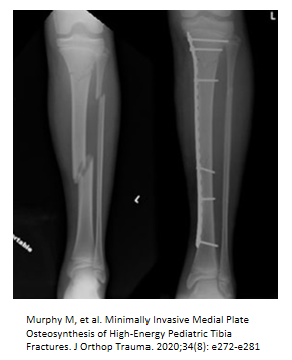 L
L
rtable
Murphy M, et al. Minimally Invasive Medial Plate
Osteosynthesis of High-Energy Pediatric Tibia
Fractures. J Orthop Trauma. 2020;34(8): e272-e281